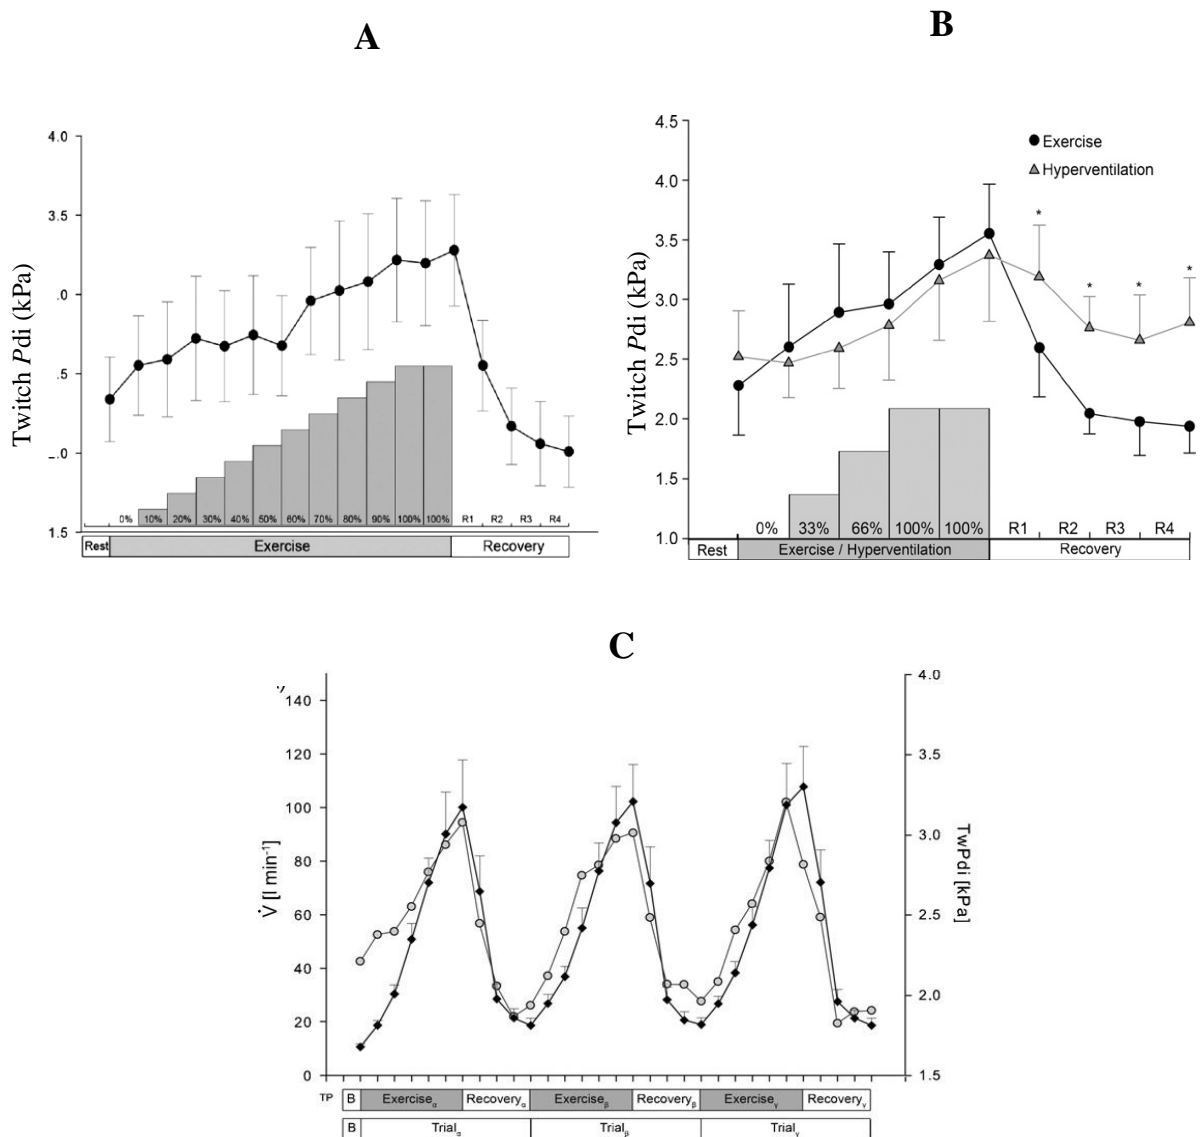 A
B
4.0
3.5
.0
.5
.0
1.5
Twitch Pdi (kPa)
0% 10% 20% 30% 40% 50% 60% 70% 80% 90% 100% 100% R1 R2 R3 R4
Rest Exercise Recovery
4.5
4.0
3.5
3.0
2.5
2.0
1.5
1.0
Twitch Pdi (kPa)
Exercise
Hyperventilation
*
* *
*
0% 33% 66% 100% 100% R1 R2 R3 R4
Rest Exercise / Hyperventilation Recovery
C
140
120
100
80
60
40
20
0
V̇ [l min⁻¹]
4.0
3.5
3.0
2.5
2.0
1.5
TwPdi [kPa]
TP B Exerciseα Recoveryα Exerciseβ Recoveryβ Exerciseγ Recoveryγ
B Trialα Trialβ Trialγ